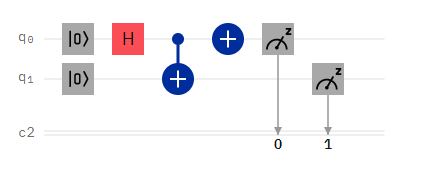 q0 |0⟩ H + z
q1 |0⟩ + z
c2
0 1